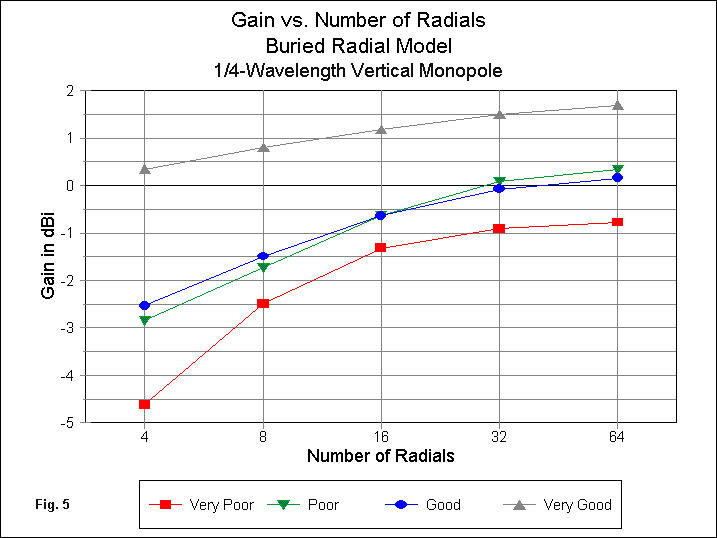 Gain vs. Number of Radials
Buried Radial Model
1/4-Wavelength Vertical Monopole
2
1
0
-1
-2
-3
-4
-5
Gain in dBi
4 8 16 32 64
Number of Radials
Fig. 5
Very Poor Poor Good Very Good